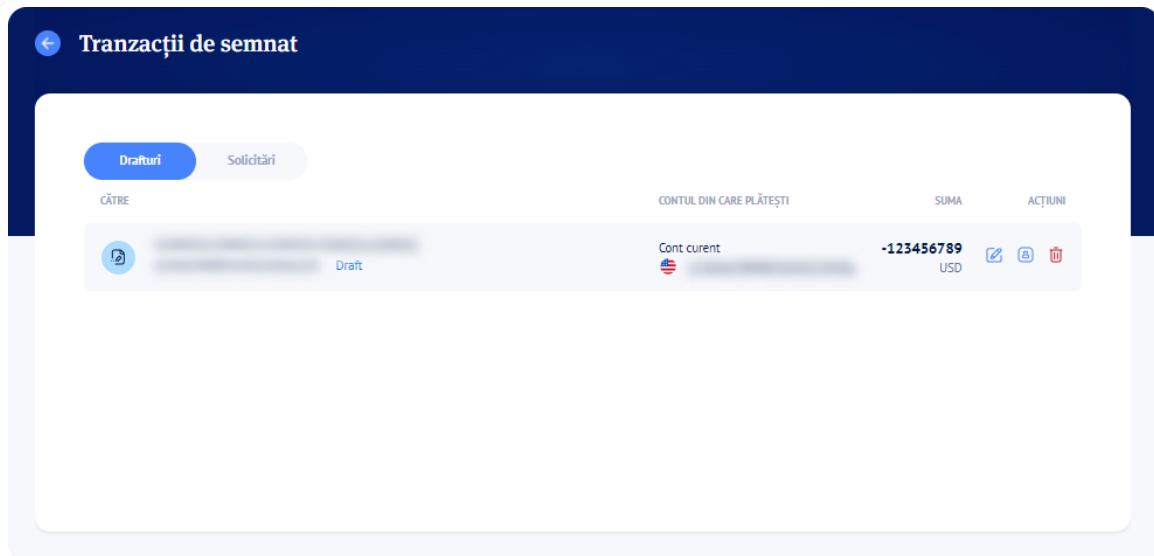 Tranzacții de semnat
Drafturi Solicitări
CĂTRE CONTUL DIN CARE PLĂTEȘTI SUMA ACȚIUNI
Cont curent -123456789
Draft USD